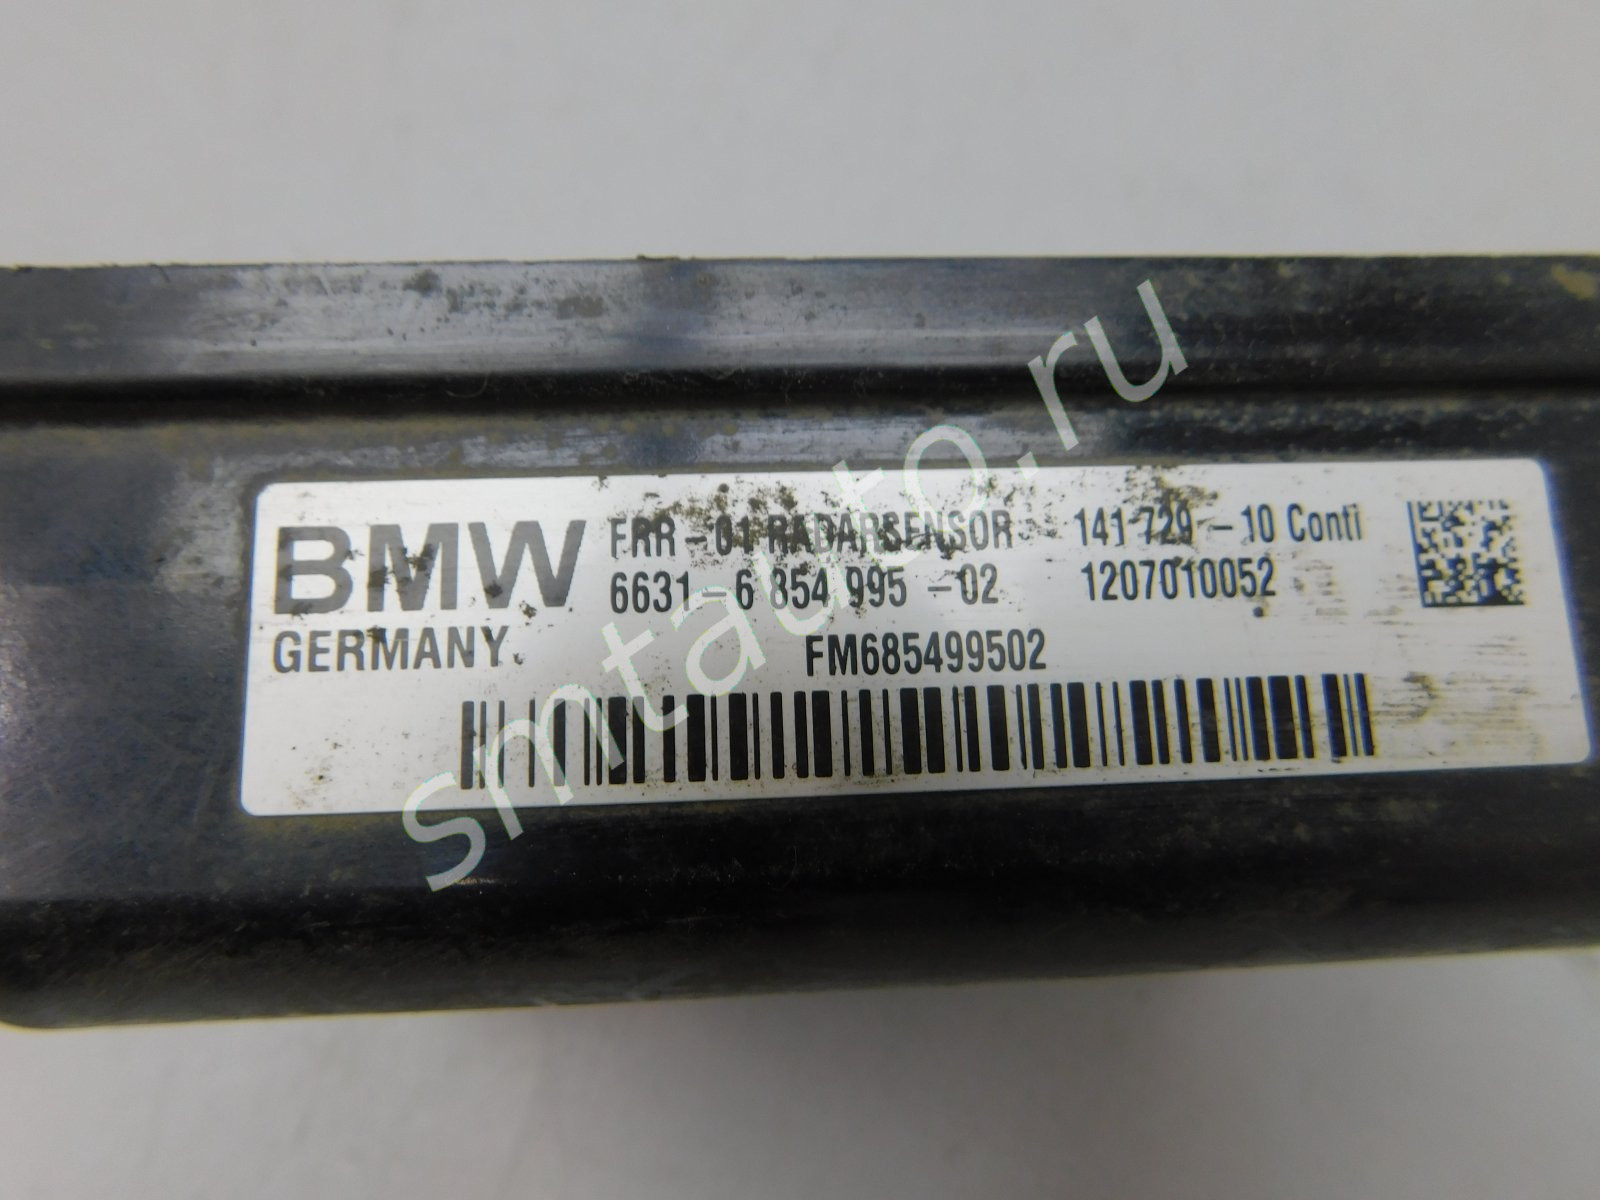 BMW FRR-01 RADARSENSOR 141 729-10 Conti
6631-6 854 995-02 1207010052
GERMANY FM685499502
smtauto.ru